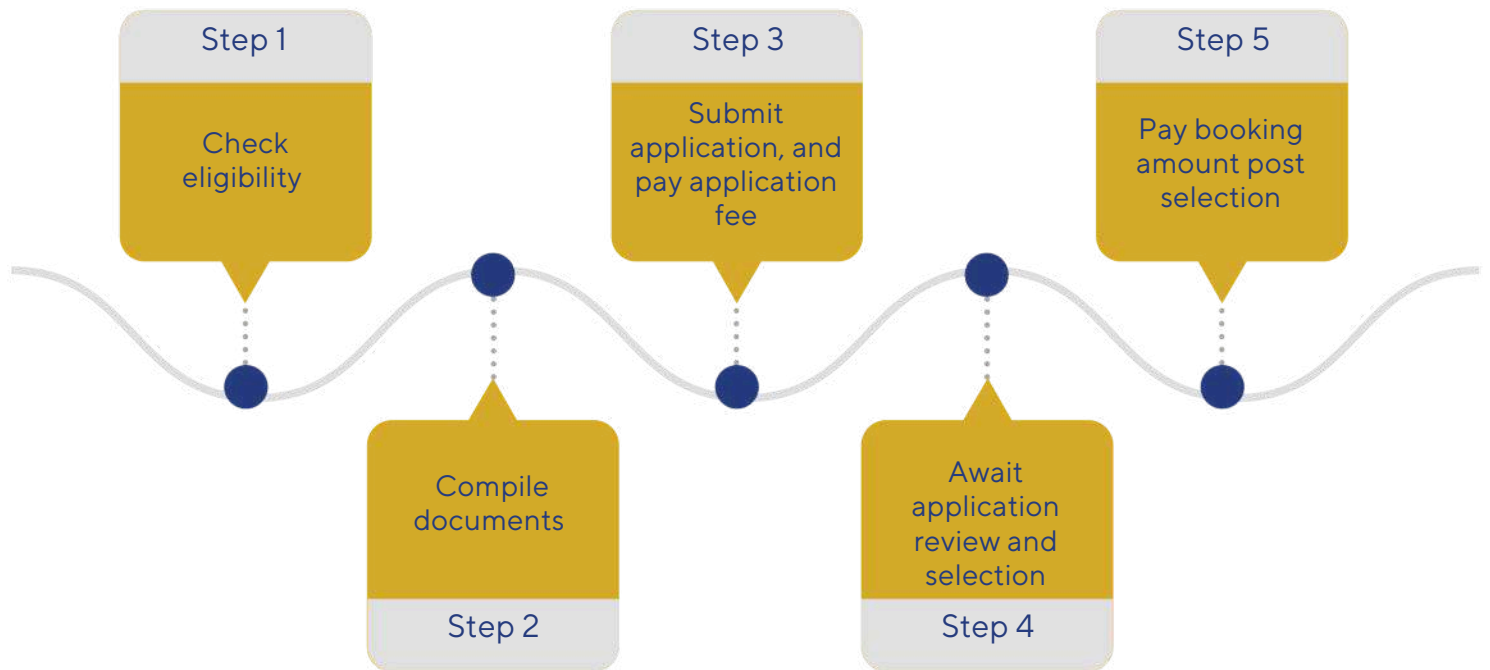 Step 1
Check
eligibility
Compile
documents
Step 2
Step 3
Submit
application, and
pay application
fee
Await
application
review and
selection
Step 4
Step 5
Pay booking
amount post
selection